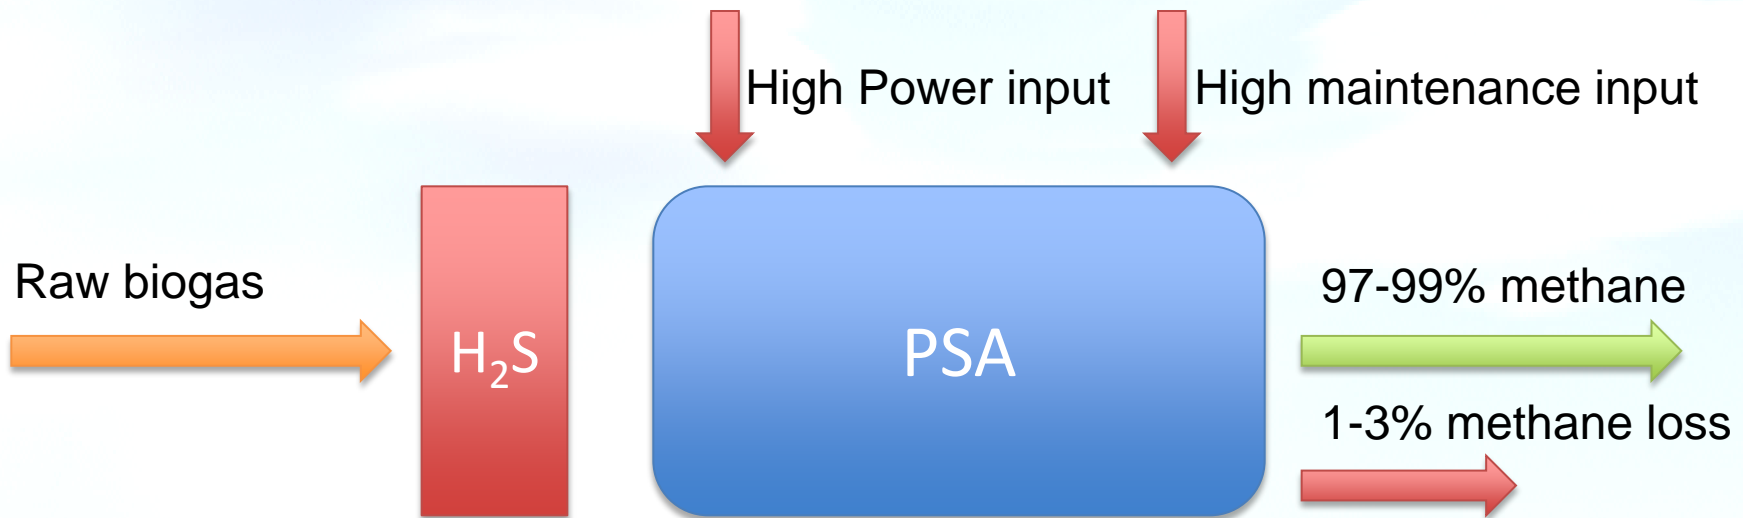 High Power input
High maintenance input
Raw biogas
H₂S
PSA
97-99% methane
1-3% methane loss